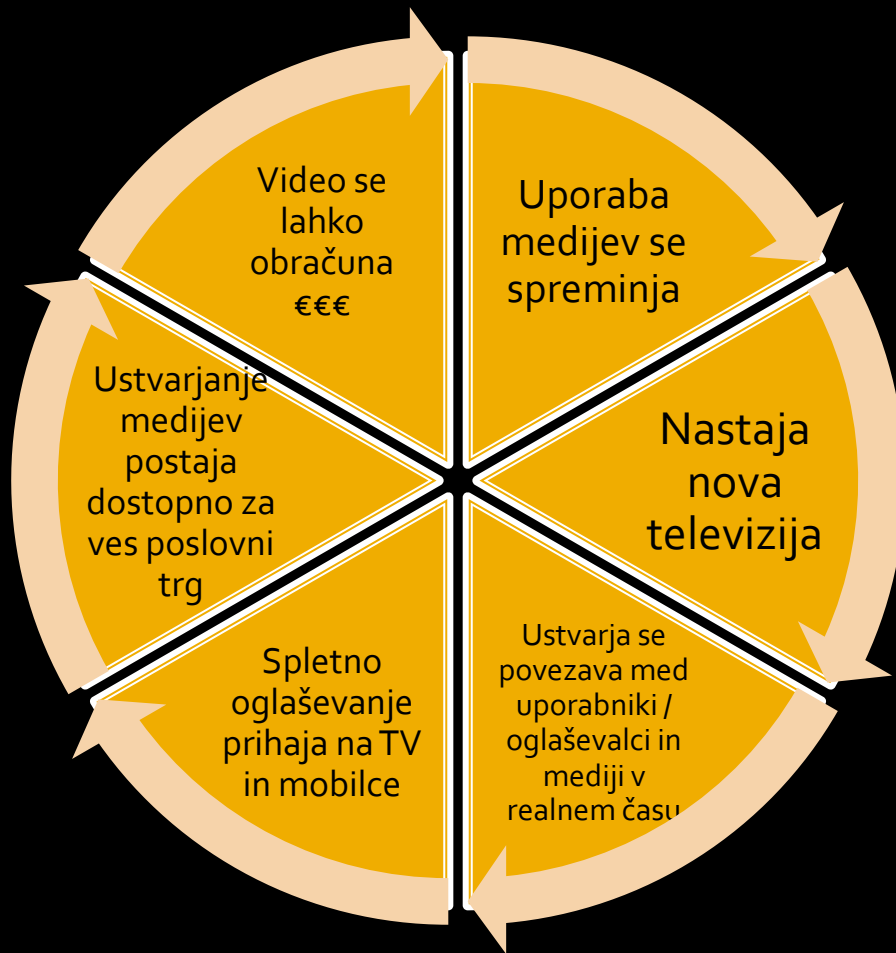 Uporaba
medijev se
spreminja
Nastaja
nova
televizija
Ustvarja se
povezava med
uporabniki /
oglaševalci in
mediji v
realnem času
Spletno
oglaševanje
prihaja na TV
in mobilce
Ustvarjanje
medijev
postaja
dostopno za
ves poslovni
trg
Video se
lahko
obračuna
€€€